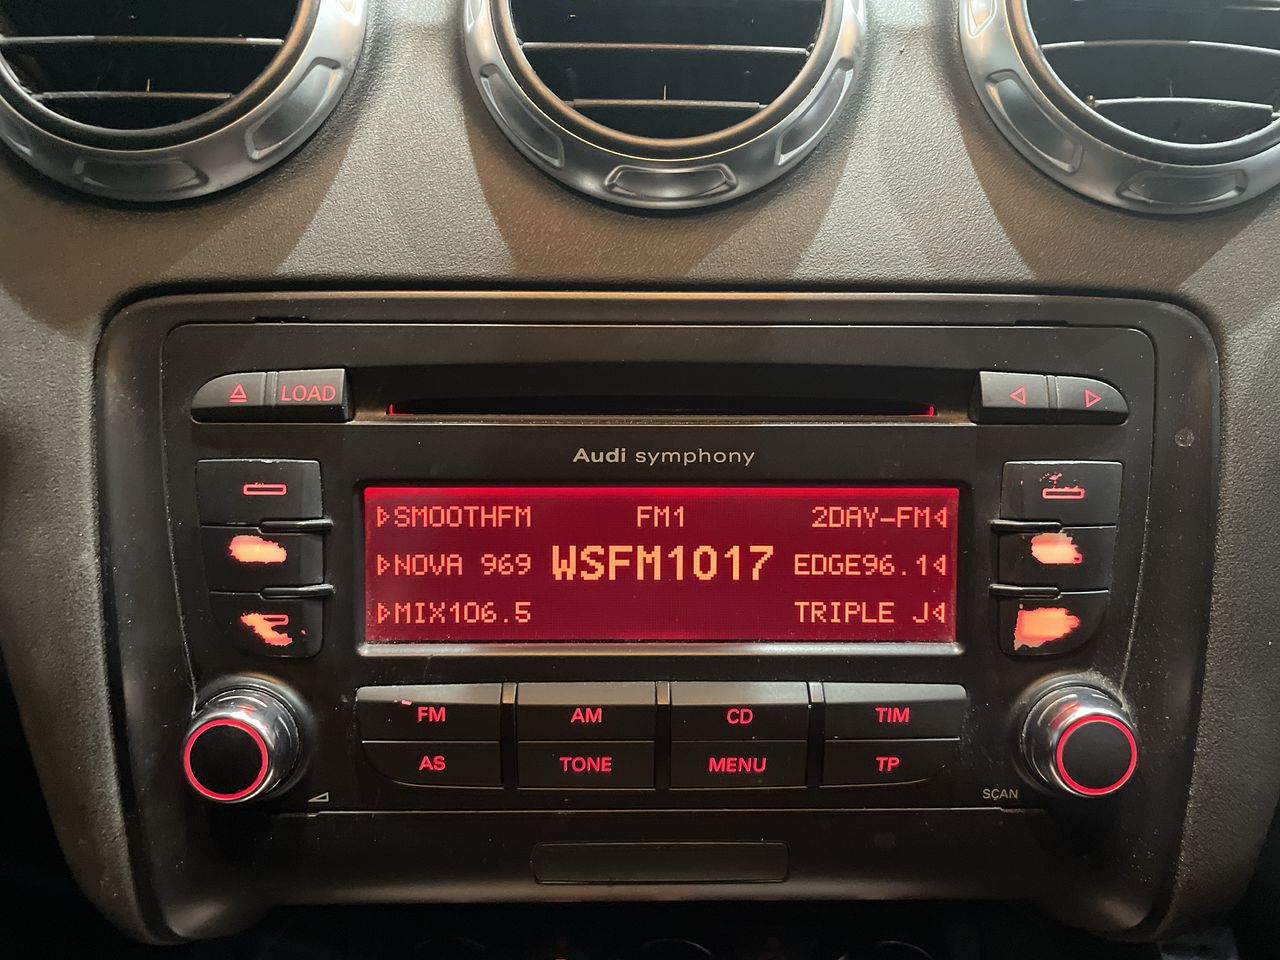 LOAD
Audi symphony
SMOOTHFM FM1 2DAY-FM
NOVA 969 WSFM1017 EDGE96.1
MIX106.5 TRIPLE J
FM AM CD TIM
AS TONE MENU TP
SCAN